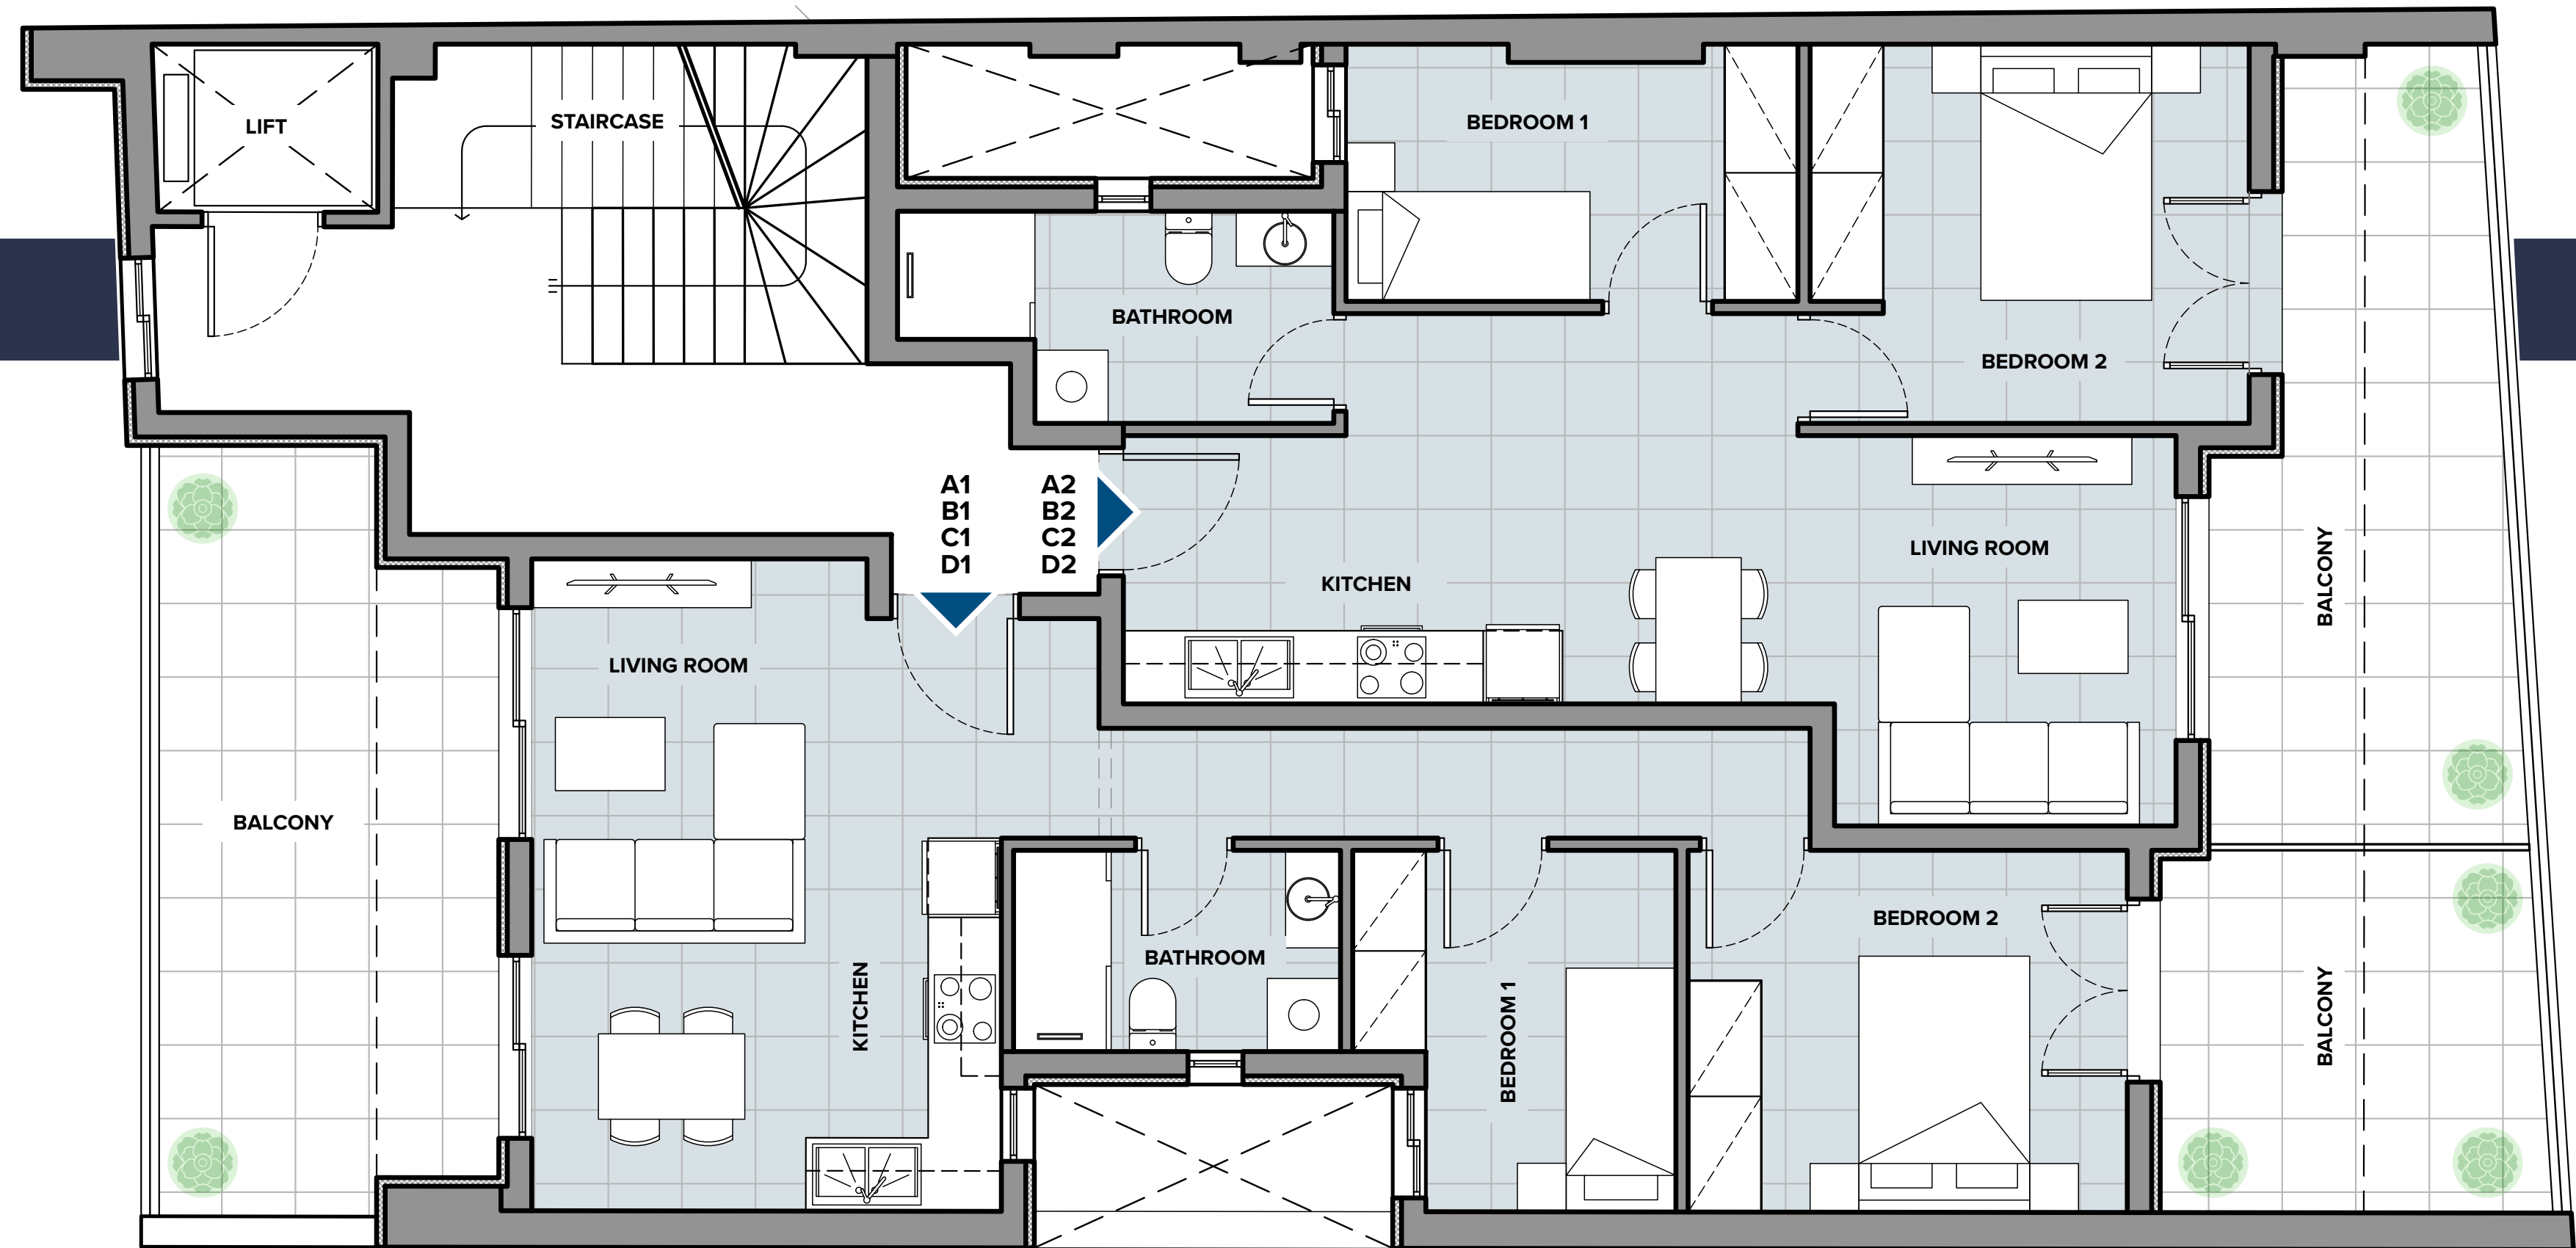 LIFT
STAIRCASE
BEDROOM 1
BATHROOM
BEDROOM 2
A1
B1
C1
D1
A2
B2
C2
D2
KITCHEN
LIVING ROOM
BALCONY
LIVING ROOM
BALCONY
KITCHEN
BATHROOM
BEDROOM 1
BEDROOM 2
BALCONY